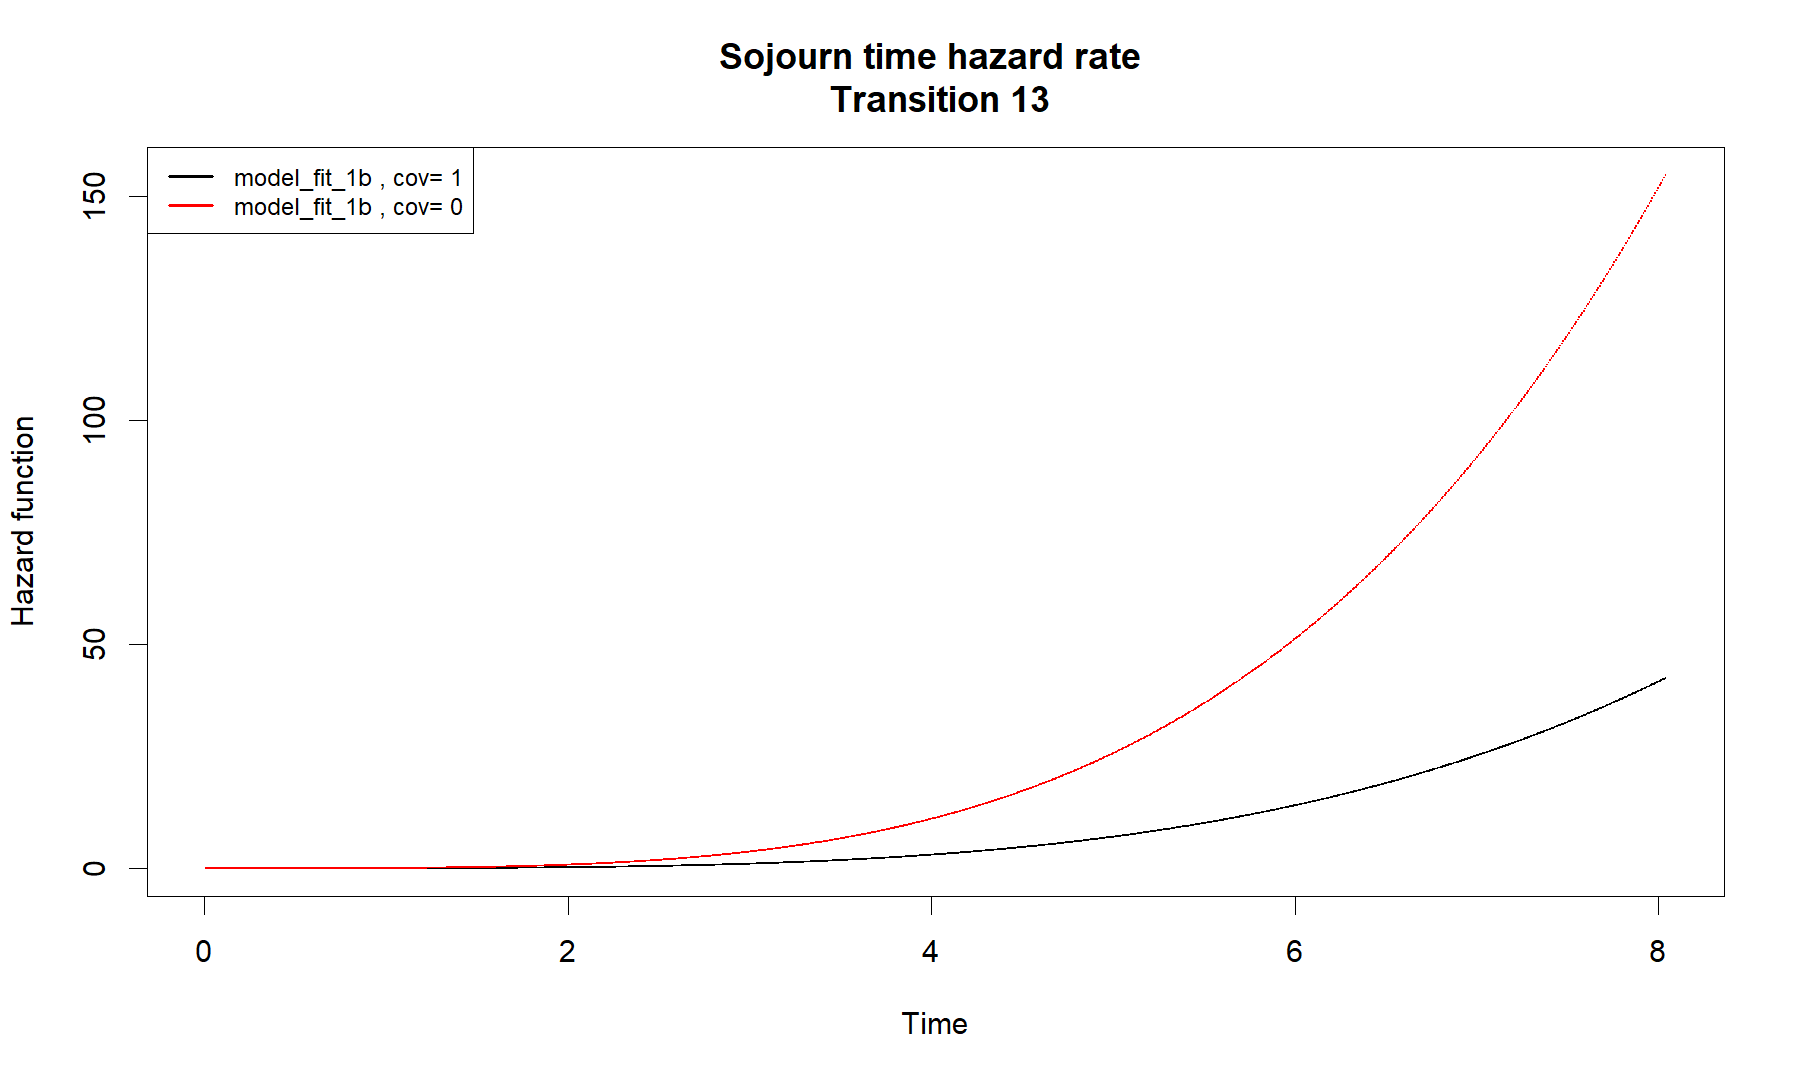 Sojourn time hazard rate
Transition 13
model_fit_1b , cov= 1
model_fit_1b , cov= 0
Hazard function
150
100
50
0
0 2 4 6 8
Time